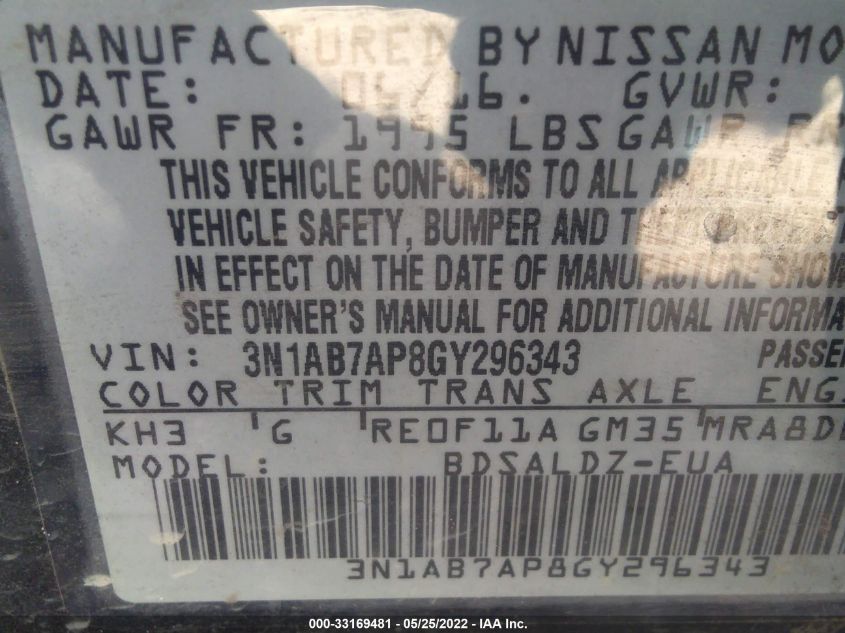 MANUFACTURED BY NISSAN MO
DATE: 04/16. GVWR:
GAWR FR: 1995 LBS GAWR
THIS VEHICLE CONFORMS TO ALL APPLICABLE
VEHICLE SAFETY, BUMPER AND
IN EFFECT ON THE DATE OF MANUFACTURE SHOW
SEE OWNER'S MANUAL FOR ADDITIONAL INFORMA
VIN: 3N1AB7AP8GY296343 PASSE
COLOR TRIM TRANS AXLE ENG
KH3 G RE0F11A GM35 MRA8D
MODEL: BDSALDZ-EUA
3N1AB7AP8GY296343
000-33169481 - 05/25/2022 - IAA Inc.